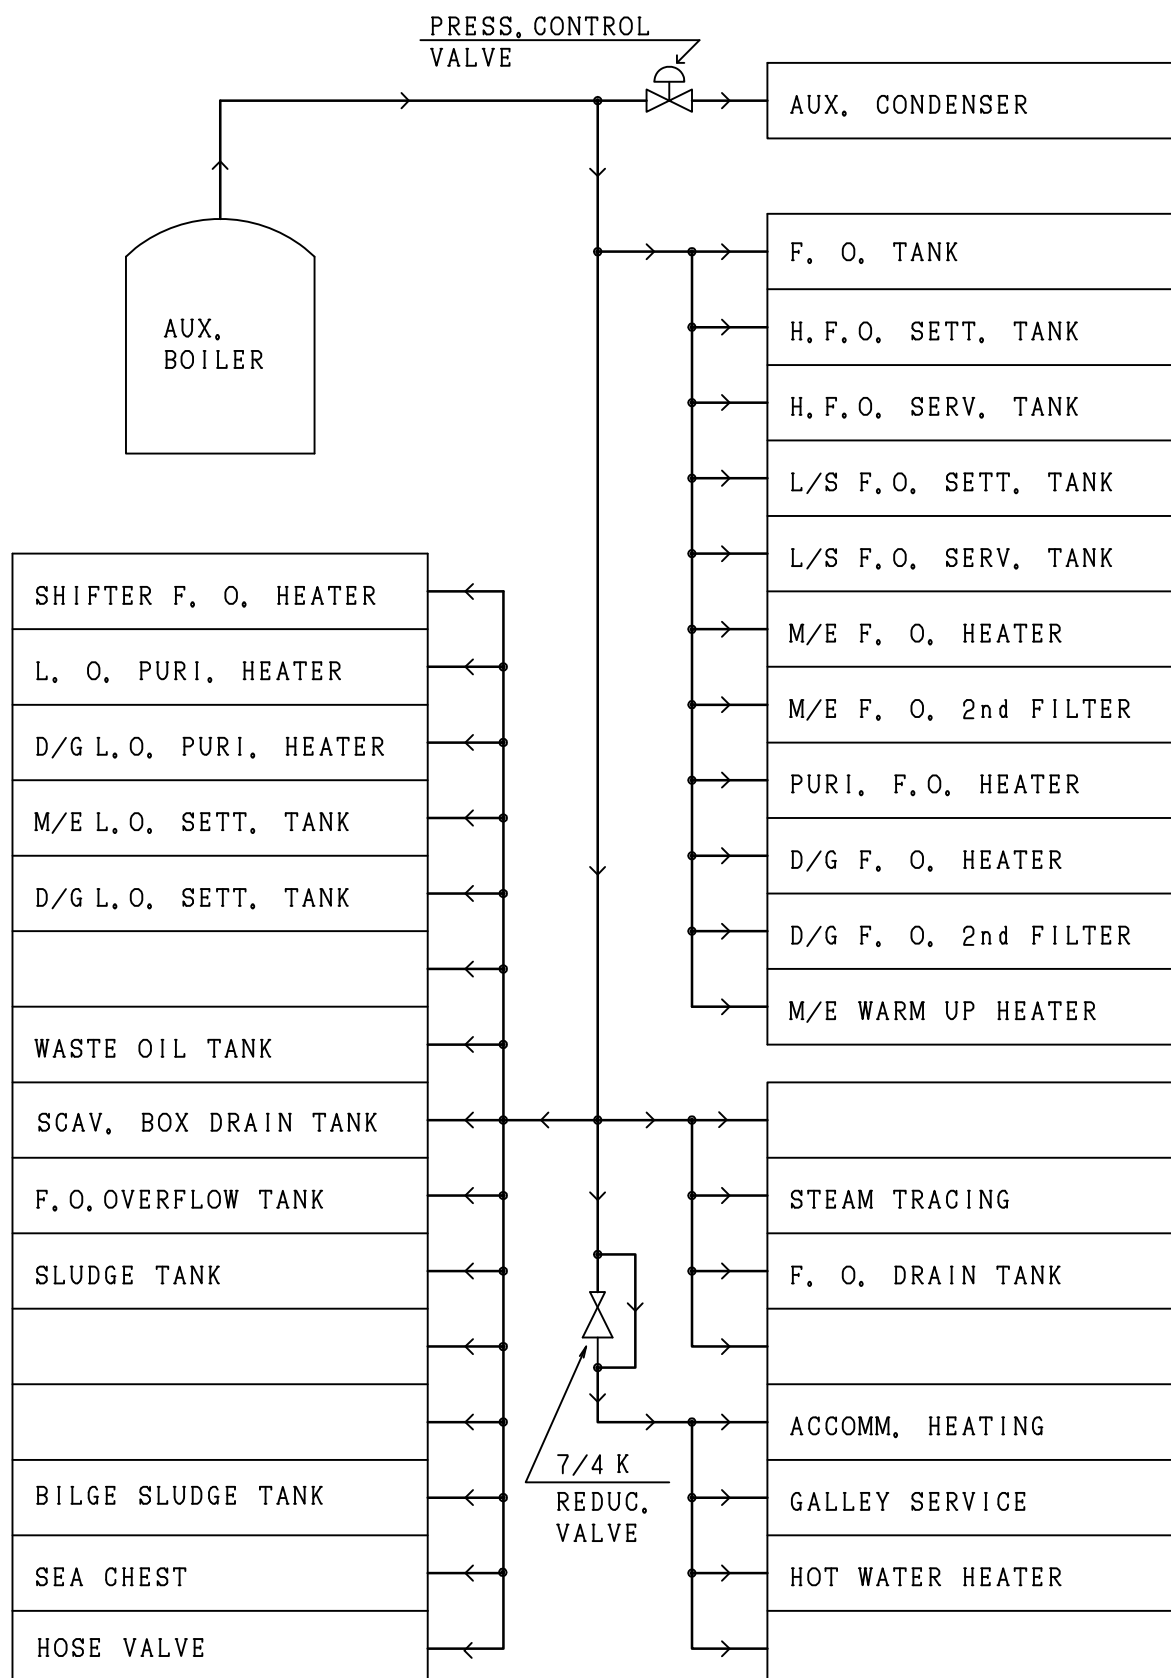 PRESS. CONTROL
VALVE
AUX. CONDENSER
AUX.
BOILER
F. O. TANK
H.F.O. SETT. TANK
H.F.O. SERV. TANK
L/S F.O. SETT. TANK
L/S F.O. SERV. TANK
M/E F. O. HEATER
M/E F. O. 2nd FILTER
PURI. F.O. HEATER
D/G F. O. HEATER
D/G F. O. 2nd FILTER
M/E WARM UP HEATER
SHIFTER F. O. HEATER
L. O. PURI. HEATER
D/G L.O. PURI. HEATER
M/E L.O. SETT. TANK
D/G L.O. SETT. TANK
WASTE OIL TANK
SCAV. BOX DRAIN TANK
F.O.OVERFLOW TANK
SLUDGE TANK
BILGE SLUDGE TANK
SEA CHEST
HOSE VALVE
STEAM TRACING
F. O. DRAIN TANK
7/4 K
REDUC.
VALVE
ACCOMM. HEATING
GALLEY SERVICE
HOT WATER HEATER